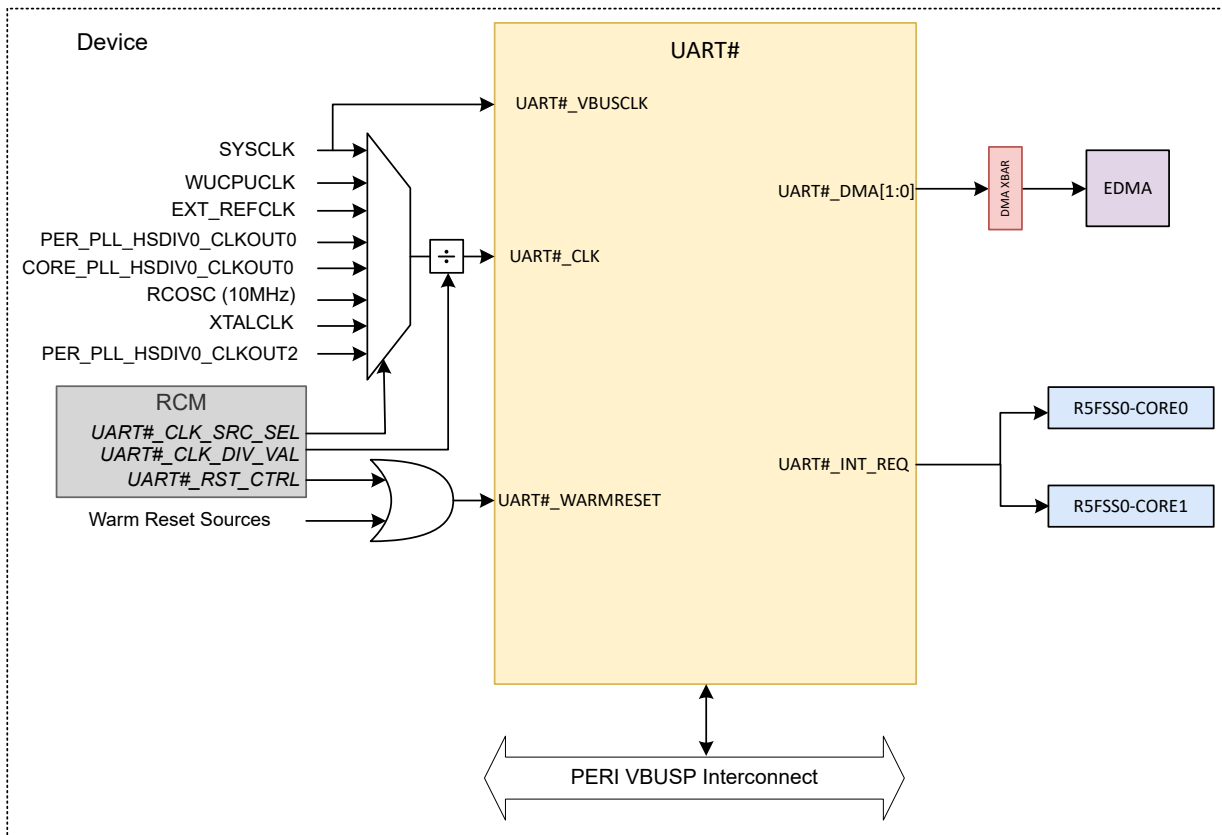 Device
UART#
UART#_VBUSCLK
SYSCLK
WUCPUCLK
EXT_REFCLK
PER_PLL_HSDIV0_CLKOUT0
CORE_PLL_HSDIV0_CLKOUT0
RCOSC (10MHz)
XTALCLK
PER_PLL_HSDIV0_CLKOUT2
÷
UART#_CLK
UART#_DMA[1:0]
DMA XBAR
EDMA
RCM
UART#_CLK_SRC_SEL
UART#_CLK_DIV_VAL
UART#_RST_CTRL
Warm Reset Sources
UART#_WARMRESET
UART#_INT_REQ
R5FSS0-CORE0
R5FSS0-CORE1
PERI VBUSP Interconnect